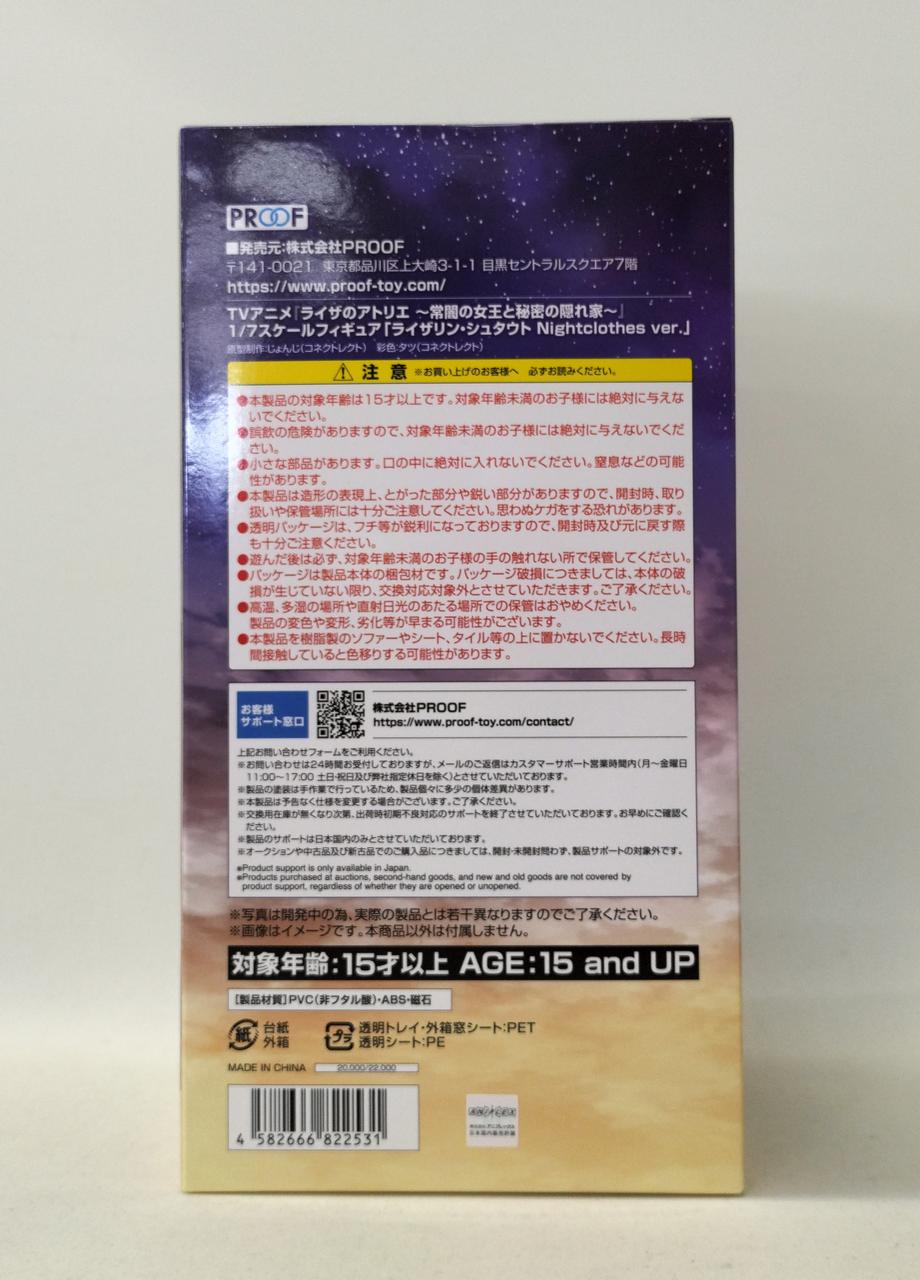 PROOF
■発売元:株式会社PROOF
〒141-0021 東京都品川区上大崎3-1-1 目黒セントラルスクエア7階
https://www.proof-toy.com/
TVアニメ『ライザのアトリエ ～常闇の女王と秘密の隠れ家～』
1/7スケールフィギュア「ライザリン・シュタウト Nightclothes ver.」
原型制作:じょんじ(コネクトレクト) 彩色:タツ(コネクトレクト)
注 意 ※お買い上げのお客様へ 必ずお読みください。
●本製品の対象年齢は15才以上です。対象年齢未満のお子様には絶対に与えな
いでください。
●誤飲の危険がありますので、対象年齢未満のお子様には絶対に与えないでくだ
さい。
●小さな部品があります。口の中に絶対に入れないでください。窒息などの可能
性があります。
●本製品は造形の表現上、とがった部分や鋭い部分がありますので、開封時、取り
扱いや保管場所には十分ご注意してください。思わぬケガをする恐れがあります。
●透明パッケージは、フチ等が鋭利になっておりますので、開封時及び元に戻す際
も十分ご注意ください。
●遊んだ後は必ず、対象年齢未満のお子様の手の触れない所で保管してください。
●パッケージは製品本体の梱包材です。パッケージ破損につきましては、本体の破
損が生じていない限り、交換対応対象外とさせていただきます。ご了承ください。
●高温、多湿の場所や直射日光のあたる場所での保管はおやめください。
製品の変色や変形、劣化等が早まる可能性がございます。
●本製品を樹脂製のソファーやシート、タイル等の上に置かないでください。長時
間接触していると色移りする可能性があります。
お客様
サポート窓口
株式会社PROOF
https://www.proof-toy.com/contact/
上記お問い合わせフォームをご利用ください。
※お問い合わせは24時間お受付しておりますが、メールのご返信はカスタマーサポート営業時間内(月～金曜日
11:00～17:00 土日・祝日及び弊社指定休日を除く)とさせていただいております。
※製品の塗装は手作業で行っているため、製品個々に多少の個体差異があります。
※本製品は予告なく仕様を変更する場合がございます。ご了承ください。
※交換用在庫が無くなり次第、出荷時初期不良対応のサポートを終了させていただいております。お早めにご確認く
ださい。
※製品のサポートは日本国内のみとさせていただいております。
※オークションや中古品及び新古品でのご購入品につきましては、開封・未開封問わず、製品サポートの対象外です。
※Product support is only available in Japan.
※Products purchased at auctions, second-hand goods, and new and old goods are not covered by
product support, regardless of whether they are opened or unopened.
※写真は開発中の為、実際の製品とは若干異なりますのでご了承ください。
※画像はイメージです。本商品以外は付属しません。
対象年齢:15才以上 AGE:15 and UP
[製品材質]PVC(非フタル酸)・ABS・磁石
紙 台紙
外箱
プラ 透明トレイ・外箱窓シート:PET
透明シート:PE
MADE IN CHINA 20,000/22,000
4 582666 822531
ANIPLEX
株式会社アニプレックス
日本国内販売許諾